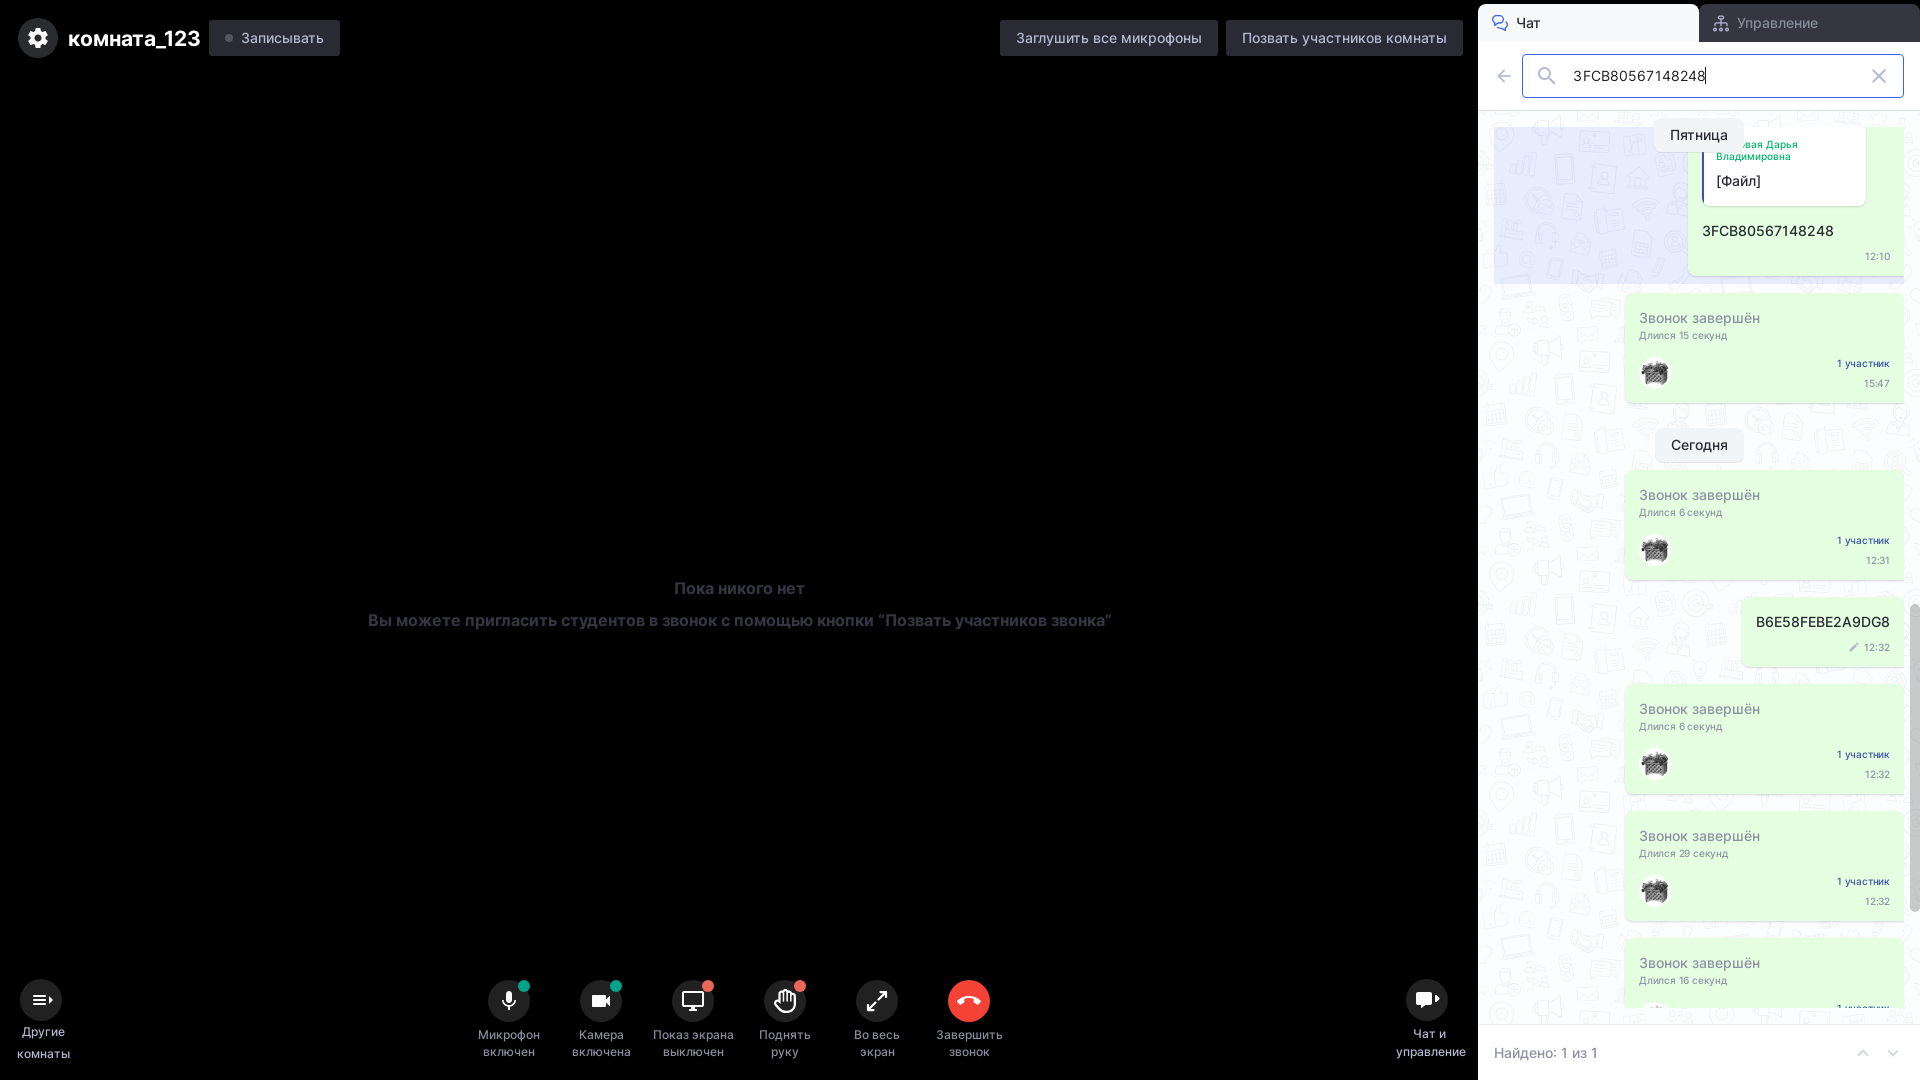 комната_123
Записывать
Заглушить все микрофоны
Позвать участников комнаты
Чат
Управление
3FCB80567148248
Пятница
Дарья
Владимировна
[Файл]
3FCB80567148248
12:10
Звонок завершён
Длился 15 секунд
1 участник
15:47
Сегодня
Звонок завершён
Длился 6 секунд
1 участник
12:31
B6E58FEBE2A9DG8
12:32
Звонок завершён
Длился 6 секунд
1 участник
12:32
Звонок завершён
Длился 29 секунд
1 участник
12:32
Звонок завершён
Длился 16 секунд
1 участник
Найдено: 1 из 1
Пока никого нет
Вы можете пригласить студентов в звонок с помощью кнопки “Позвать участников звонка”
Другие
комнаты
Микрофон
включен
Камера
включена
Показ экрана
выключен
Поднять
руку
Во весь
экран
Завершить
звонок
Чат и
управление